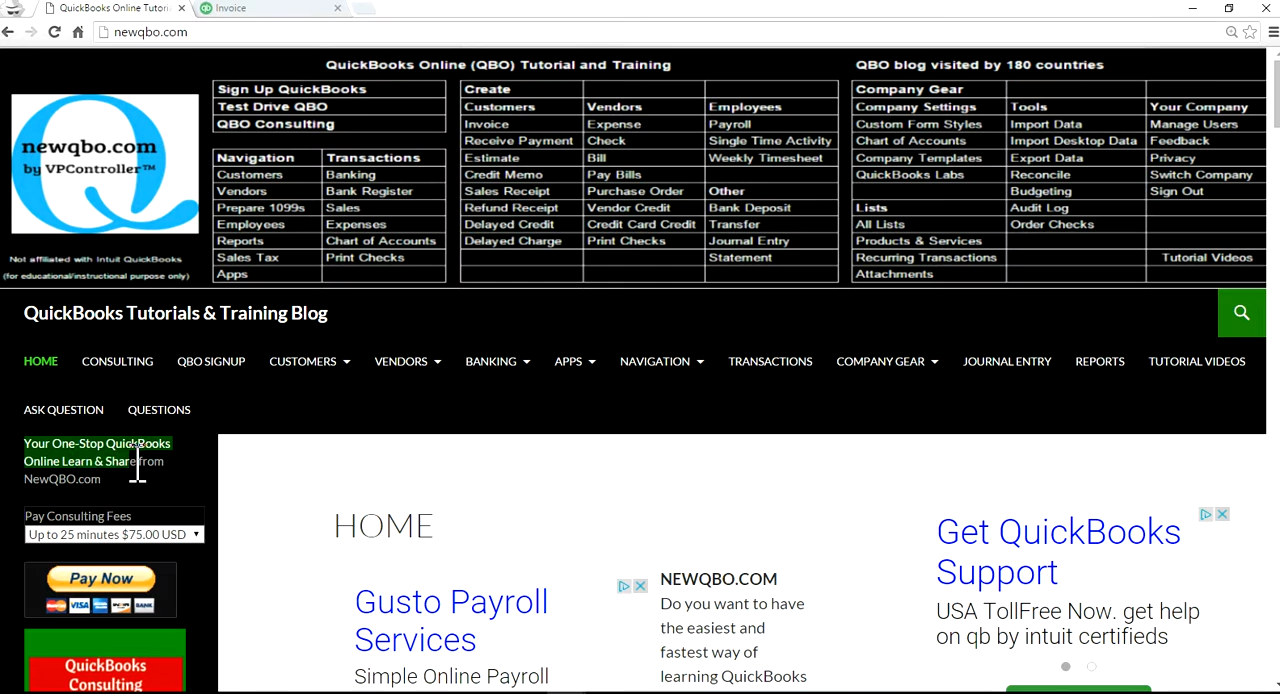 QuickBooks Online Tutori
Invoice
newqbo.com
QuickBooks Online (QBO) Tutorial and Training
QBO blog visited by 180 countries
newqbo.com
by VPController™
Not affiliated with Intuit QuickBooks
(for educational/instructional purpose only)
Sign Up QuickBooks
Test Drive QBO
QBO Consulting
Navigation Transactions
Customers Banking
Vendors Bank Register
Prepare 1099s Sales
Employees Expenses
Reports Chart of Accounts
Sales Tax Print Checks
Apps
Create
Customers Vendors Employees
Invoice Expense Payroll
Receive Payment Check Single Time Activity
Estimate Bill Weekly Timesheet
Credit Memo Pay Bills
Sales Receipt Purchase Order Other
Refund Receipt Vendor Credit Bank Deposit
Delayed Credit Credit Card Credit Transfer
Delayed Charge Print Checks Journal Entry
Statement
Company Gear
Company Settings Tools Your Company
Custom Form Styles Import Data Manage Users
Chart of Accounts Import Desktop Data Feedback
Company Templates Export Data Privacy
QuickBooks Labs Reconcile Switch Company
Budgeting Sign Out
Lists Audit Log
All Lists Order Checks
Products & Services
Recurring Transactions Tutorial Videos
Attachments
QuickBooks Tutorials & Training Blog
HOME CONSULTING QBO SIGNUP CUSTOMERS VENDORS BANKING APPS NAVIGATION TRANSACTIONS COMPANY GEAR JOURNAL ENTRY REPORTS TUTORIAL VIDEOS
ASK QUESTION QUESTIONS
Your One-Stop QuickBooks
Online Learn & Share from
NewQBO.com
Pay Consulting Fees
Up to 25 minutes $75.00 USD
Pay Now
VISA
BANK
QuickBooks
Consulting
HOME
Gusto Payroll
Services
Simple Online Payroll
NEWQBO.COM
Do you want to have
the easiest and
fastest way of
learning QuickBooks
Get QuickBooks
Support
USA TollFree Now. get help
on qb by intuit certifieds